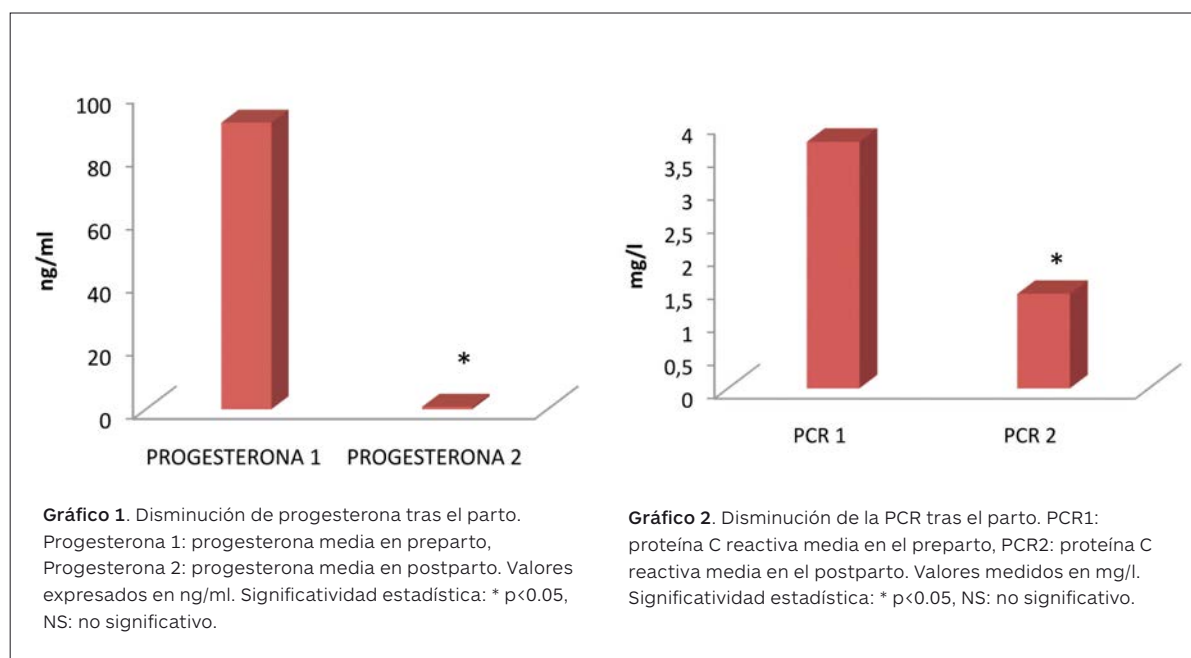 100
80
60
40
20
0
ng/ml
*
PROGESTERONA 1 PROGESTERONA 2
Gráfico 1. Disminución de progesterona tras el parto.
Progesterona 1: progesterona media en preparto,
Progesterona 2: progesterona media en postparto. Valores
expresados en ng/ml. Significatividad estadística: * p<0.05,
NS: no significativo.
4
3,5
3
2,5
2
1,5
1
0,5
0
mg/l
*
PCR 1 PCR 2
Gráfico 2. Disminución de la PCR tras el parto. PCR1:
proteína C reactiva media en el preparto, PCR2: proteína C
reactiva media en el postparto. Valores medidos en mg/l.
Significatividad estadística: * p<0.05, NS: no significativo.